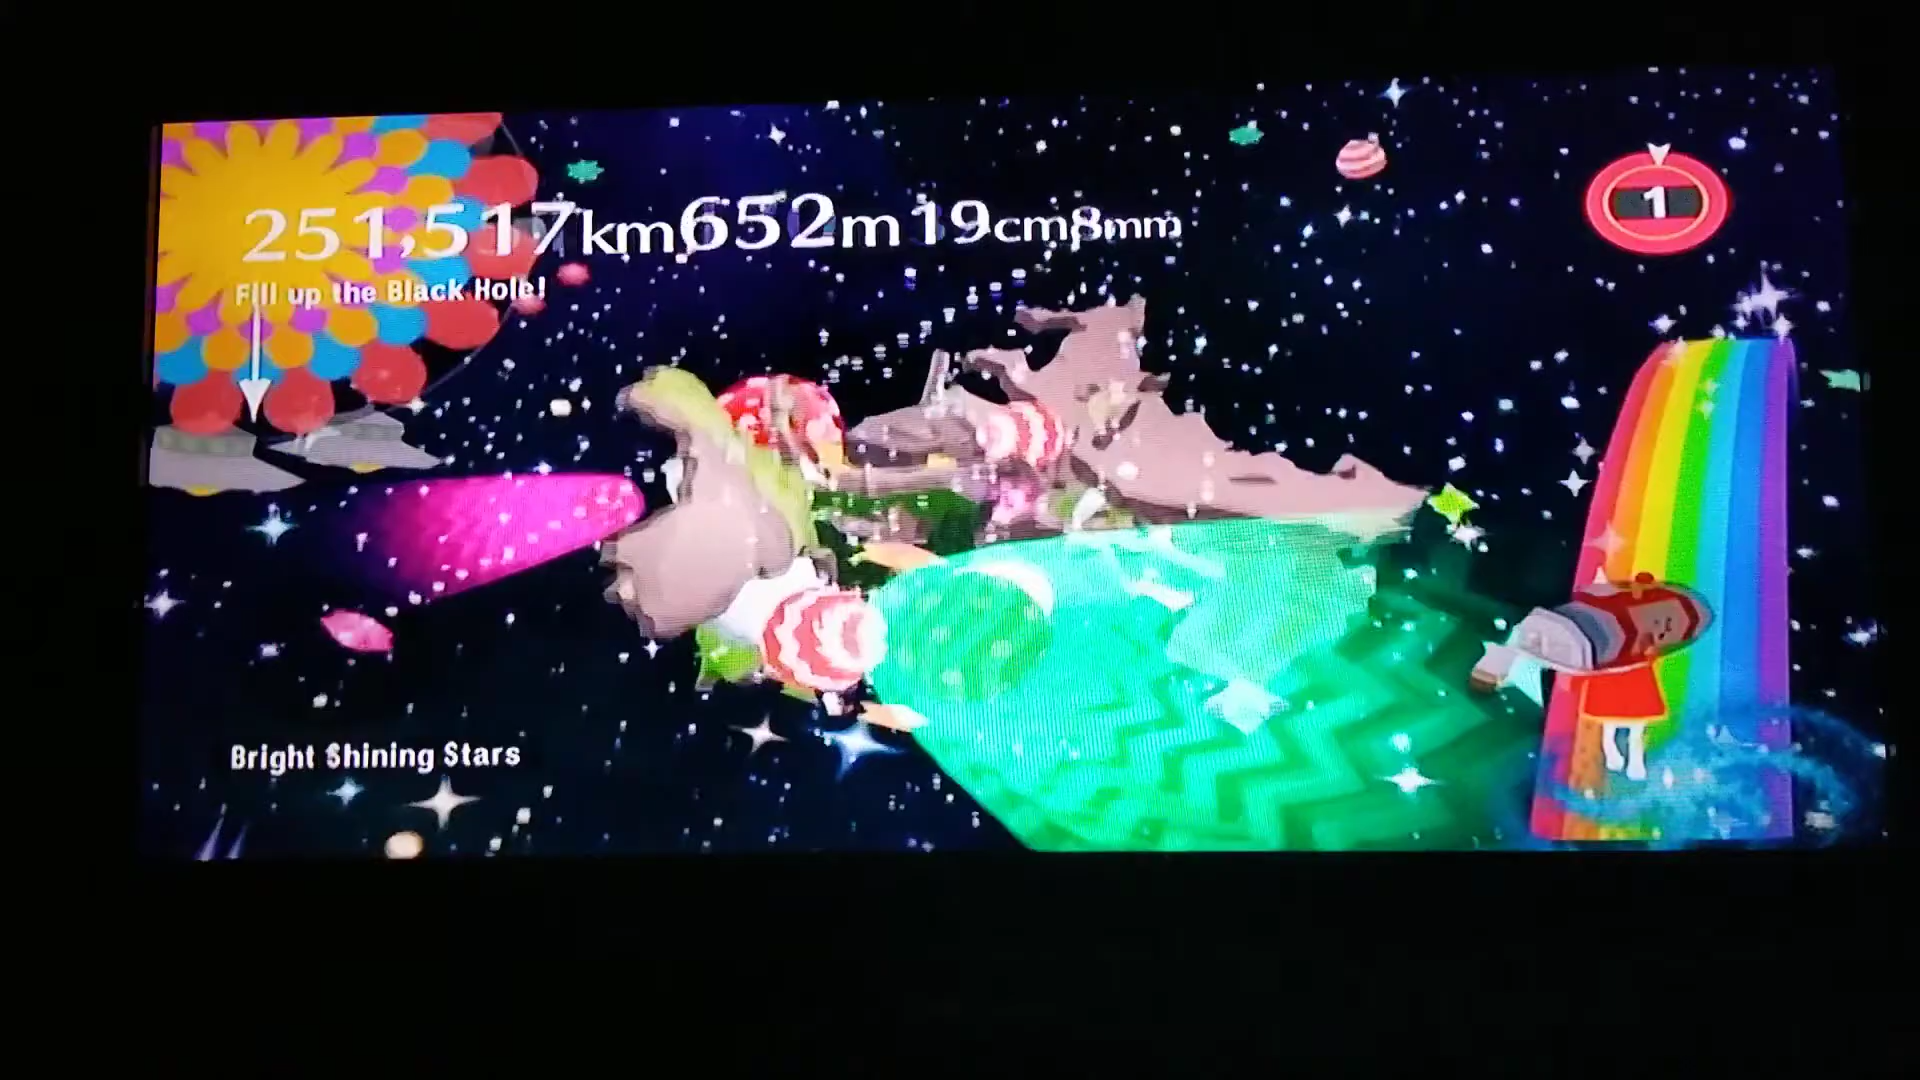 251,517km652m19cm8mm
1
Fill up the Black Hole!
Bright Shining Stars